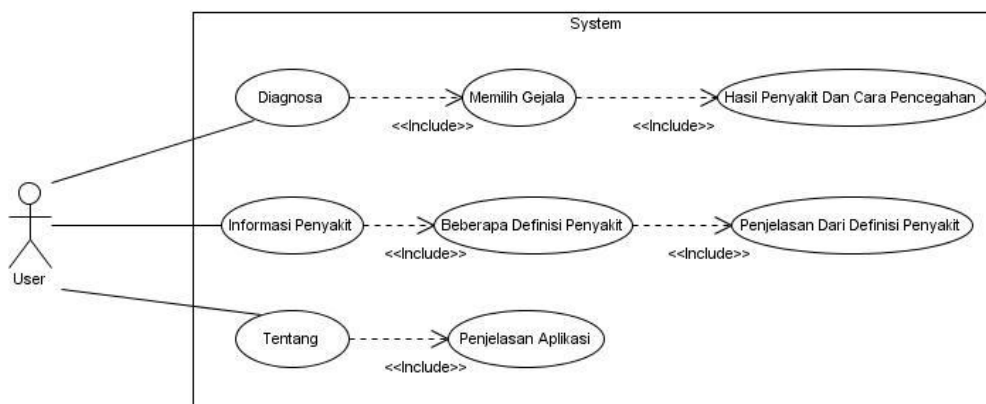 System
Diagnosa
Memilih Gejala
Hasil Penyakit Dan Cara Pencegahan
<<Include>>
<<Include>>
Informasi Penyakit
Beberapa Definisi Penyakit
Penjelasan Dari Definisi Penyakit
<<Include>>
<<Include>>
User
Tentang
Penjelasan Aplikasi
<<Include>>